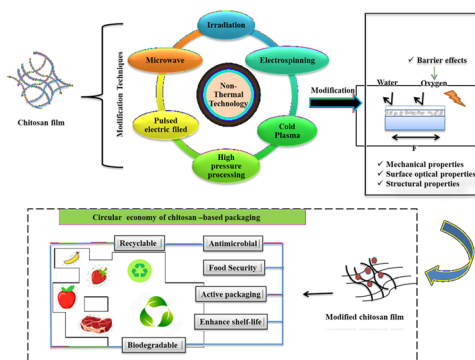 Irradiation
Microwave
Electrospinning
Chitosan film
Modification Techniques
Non-
Thermal
Technology
Pulsed
electric filed
Cold
Plasma
High
pressure
processing
Modification
✓ Barrier effects
Water
Oxygen
F
✓ Mechanical properties
✓ Surface optical properties
✓ Structural properties
Circular economy of chitosan –based packaging
Recyclable
Antimicrobial
Food Security
Active packaging
Enhance shelf-life
Biodegradable
Modified chitosan film